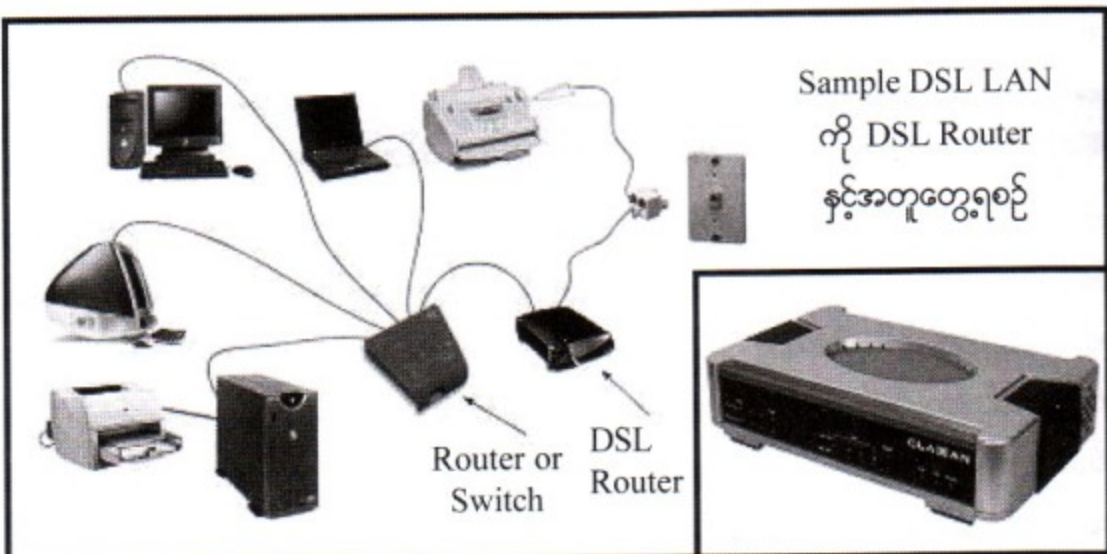 Sample DSL LAN
ကို DSL Router
နှင့်အတူတွေ့ရစဉ်
Router or
Switch
DSL
Router